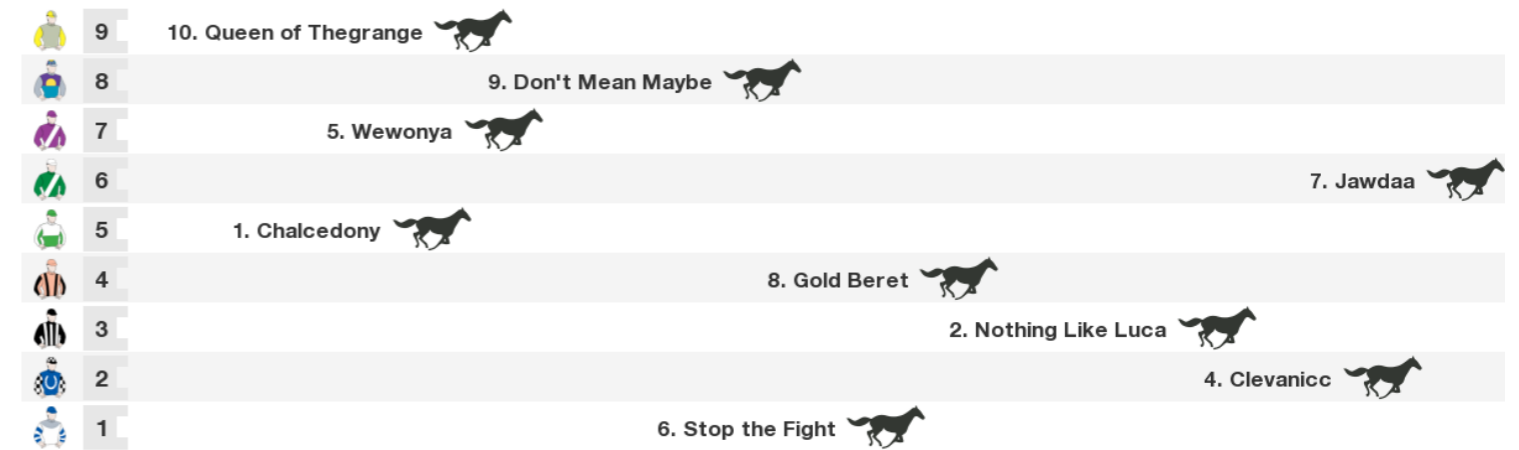 9 10. Queen of Thegrange
8 9. Don't Mean Maybe
7 5. Wewonya
6 7. Jawdaa
5 1. Chalcedony
4 8. Gold Beret
3 2. Nothing Like Luca
2 4. Clevanicc
1 6. Stop the Fight